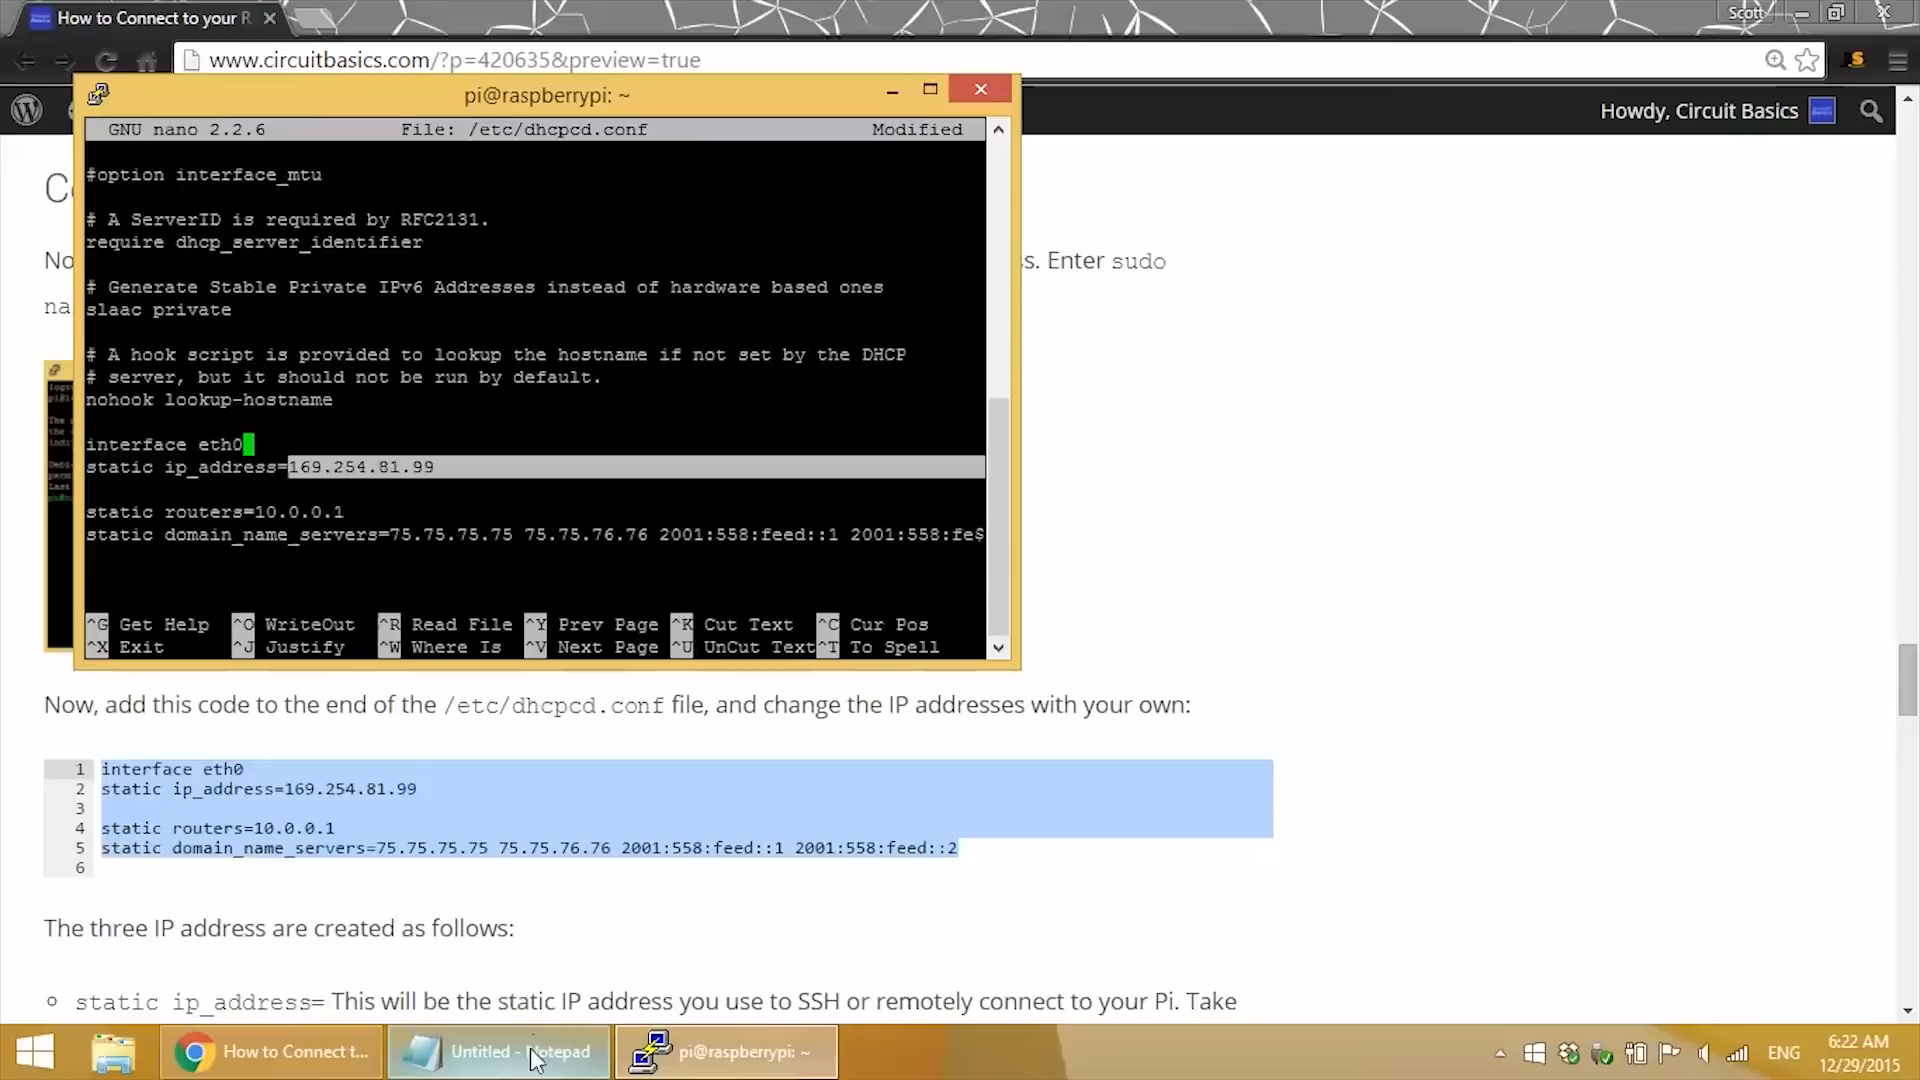 How to Connect to your R
Scott
www.circuitbasics.com/?p=420635&preview=true
Howdy, Circuit Basics
pi@raspberrypi: ~
GNU nano 2.2.6 File: /etc/dhcpcd.conf Modified
#option interface_mtu
# A ServerID is required by RFC2131.
require dhcp_server_identifier
# Generate Stable Private IPv6 Addresses instead of hardware based ones
slaac private
# A hook script is provided to lookup the hostname if not set by the DHCP
# server, but it should not be run by default.
nohook lookup-hostname
interface eth0
static ip_address=169.254.81.99
static routers=10.0.0.1
static domain_name_servers=75.75.75.75 75.75.76.76 2001:558:feed::1 2001:558:fe$
^G Get Help ^O WriteOut ^R Read File ^Y Prev Page ^K Cut Text ^C Cur Pos
^X Exit ^J Justify ^W Where Is ^V Next Page ^U UnCut Text ^T To Spell
s. Enter sudo
Now, add this code to the end of the /etc/dhcpcd.conf file, and change the IP addresses with your own:
1 interface eth0
2 static ip_address=169.254.81.99
3
4 static routers=10.0.0.1
5 static domain_name_servers=75.75.75.75 75.75.76.76 2001:558:feed::1 2001:558:feed::2
6
The three IP address are created as follows:
static ip_address= This will be the static IP address you use to SSH or remotely connect to your Pi. Take
How to Connect t...
Untitled - Notepad
pi@raspberrypi: ~
ENG
6:22 AM
12/29/2015